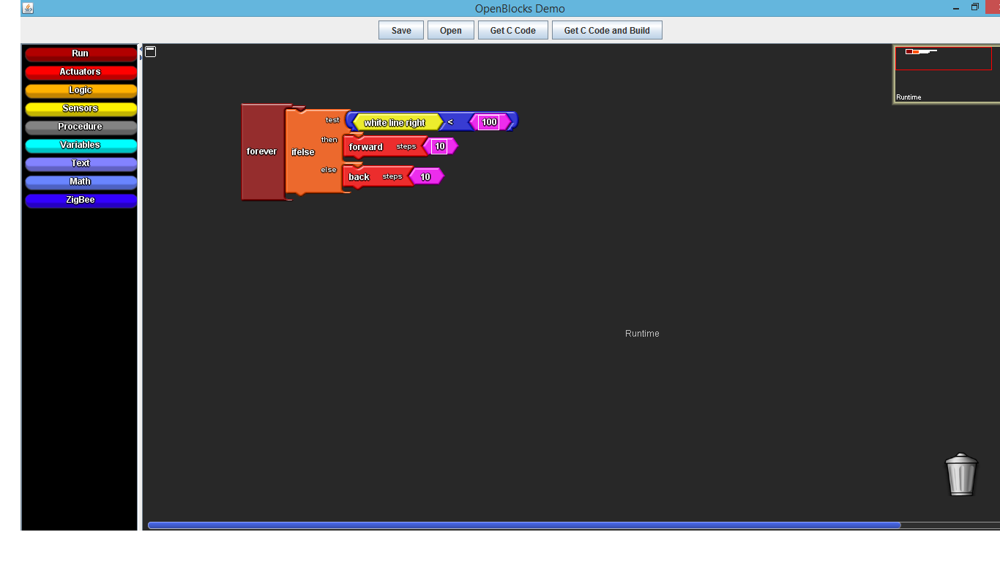 OpenBlocks Demo
Save Open Get C Code Get C Code and Build
Run
Actuators
Logic
Sensors
Procedure
Variables
Text
Math
ZigBee
forever
ifelse
test white line right < 100
then forward steps 10
else back steps 10
Runtime
Runtime